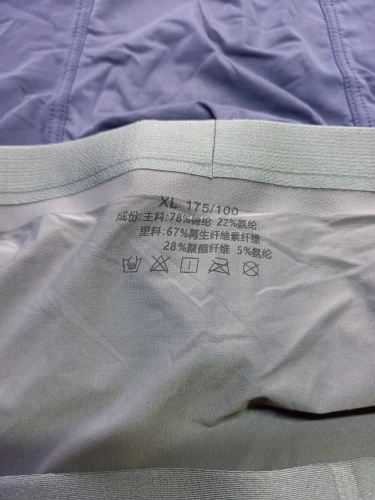 XL 175/100
成份:主料:78%锦纶 22%氨纶
里料:67%再生纤维素纤维
28%聚酯纤维 5%氨纶